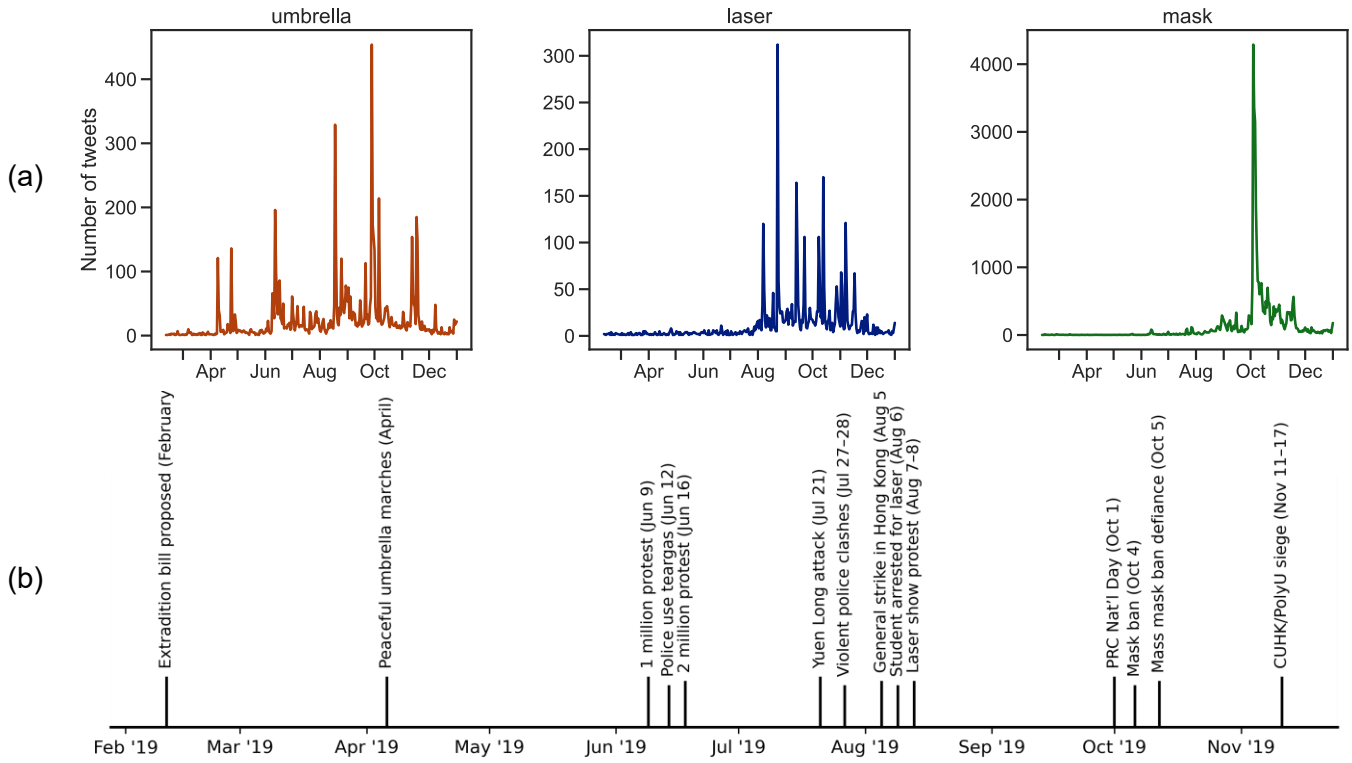 umbrella
laser
mask
(a)
Number of tweets
400
300
200
100
0
Apr Jun Aug Oct Dec
300
250
200
150
100
50
0
Apr Jun Aug Oct Dec
4000
3000
2000
1000
0
Apr Jun Aug Oct Dec
(b)
Extradition bill proposed (February
Peaceful umbrella marches (April)
1 million protest (Jun 9)
Police use teargas (Jun 12)
2 million protest (Jun 16)
Yuen Long attack (Jul 21)
Violent police clashes (Jul 27–28)
General strike in Hong Kong (Aug 5
Student arrested for laser (Aug 6)
Laser show protest (Aug 7–8)
PRC Nat'l Day (Oct 1)
Mask ban (Oct 4)
Mass mask ban defiance (Oct 5)
CUHK/PolyU siege (Nov 11–17)
Feb '19 Mar '19 Apr '19 May '19 Jun '19 Jul '19 Aug '19 Sep '19 Oct '19 Nov '19